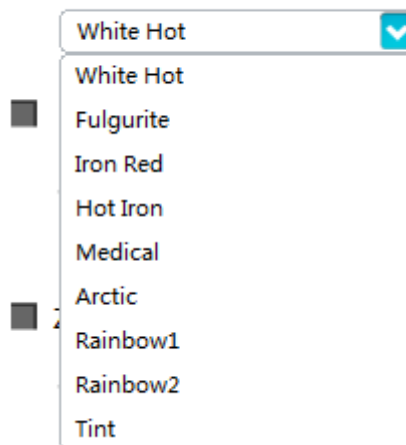 White Hot
White Hot
Fulgurite
Iron Red
Hot Iron
Medical
Arctic
Rainbow1
Rainbow2
Tint